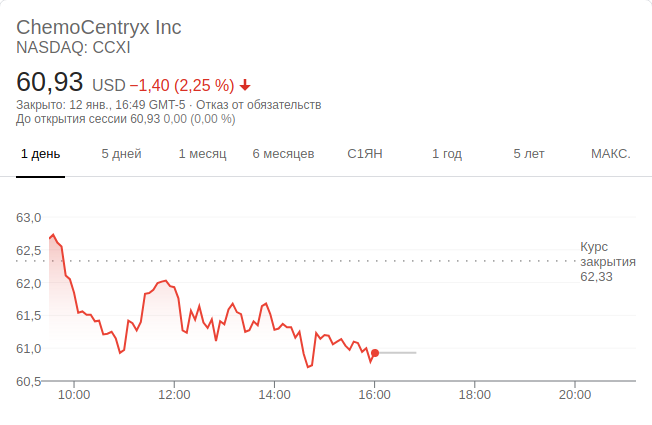 ChemoCentryx Inc
NASDAQ: CCXI
60,93 USD −1,40 (2,25 %)
Закрыто: 12 янв., 16:49 GMT-5 · Отказ от обязательств
До открытия сессии 60,93 0,00 (0,00 %)
1 день 5 дней 1 месяц 6 месяцев С1ЯН 1 год 5 лет МАКС.
63,0
62,5
62,0
61,5
61,0
60,5
Курс
закрытия
62,33
10:00 12:00 14:00 16:00 18:00 20:00